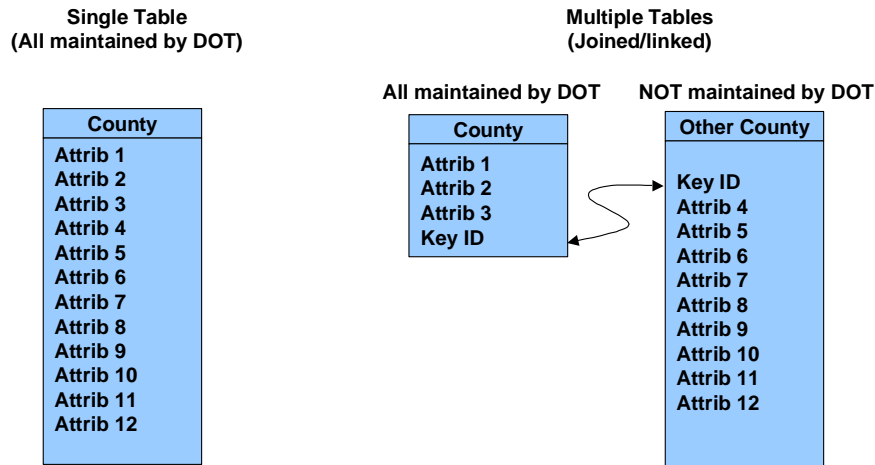 Single Table
(All maintained by DOT)
County
Attrib 1
Attrib 2
Attrib 3
Attrib 4
Attrib 5
Attrib 6
Attrib 7
Attrib 8
Attrib 9
Attrib 10
Attrib 11
Attrib 12
Multiple Tables
(Joined/linked)
All maintained by DOT
County
Attrib 1
Attrib 2
Attrib 3
Key ID
NOT maintained by DOT
Other County
Key ID
Attrib 4
Attrib 5
Attrib 6
Attrib 7
Attrib 8
Attrib 9
Attrib 10
Attrib 11
Attrib 12